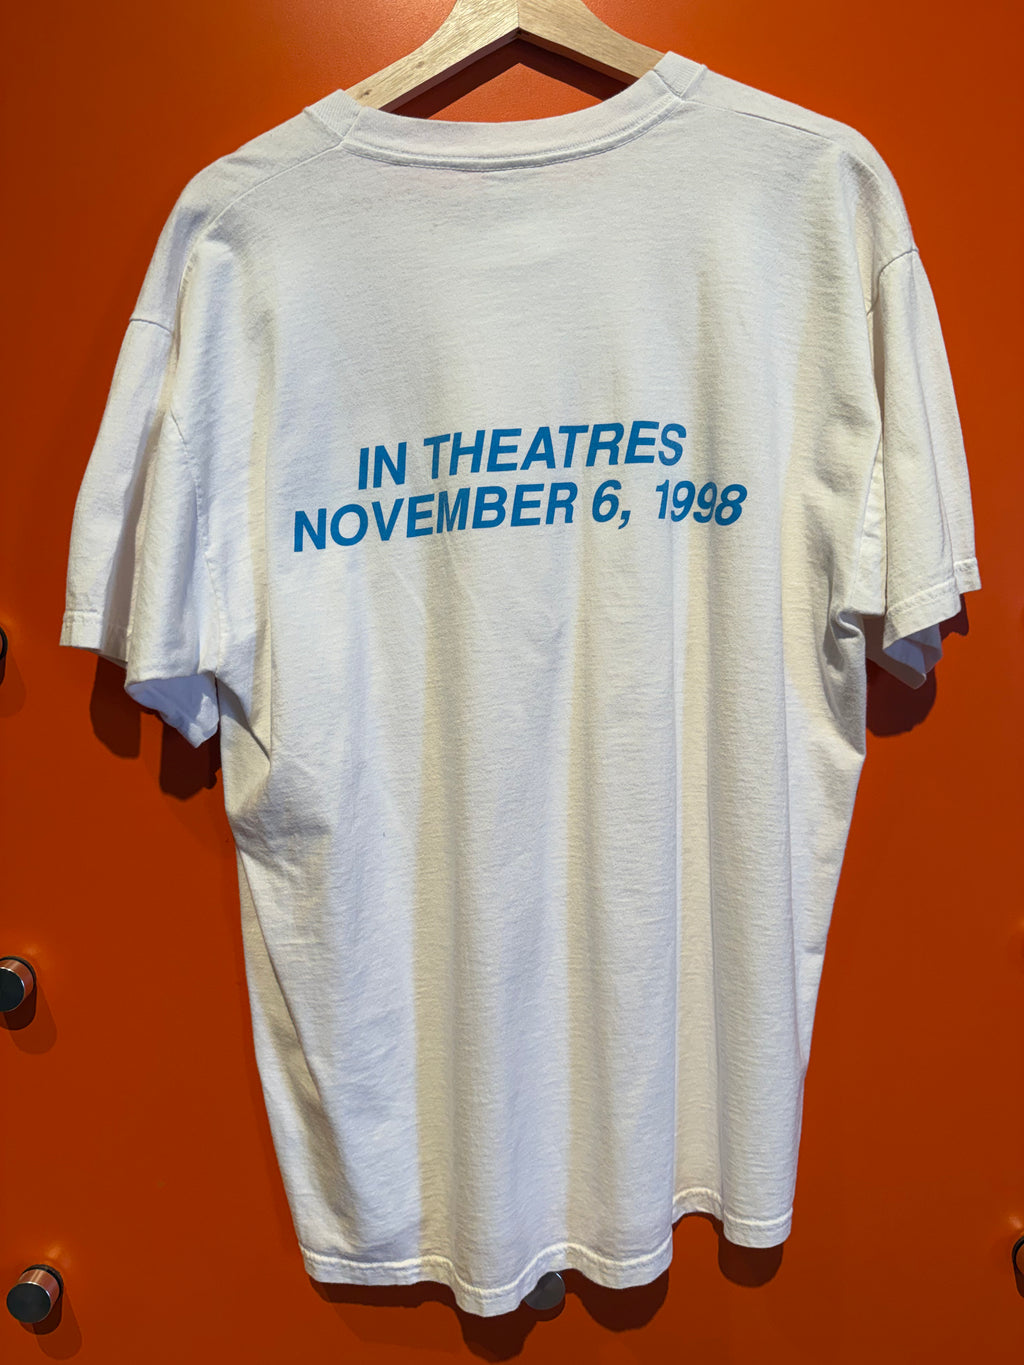 IN THEATRES
NOVEMBER 6, 1998